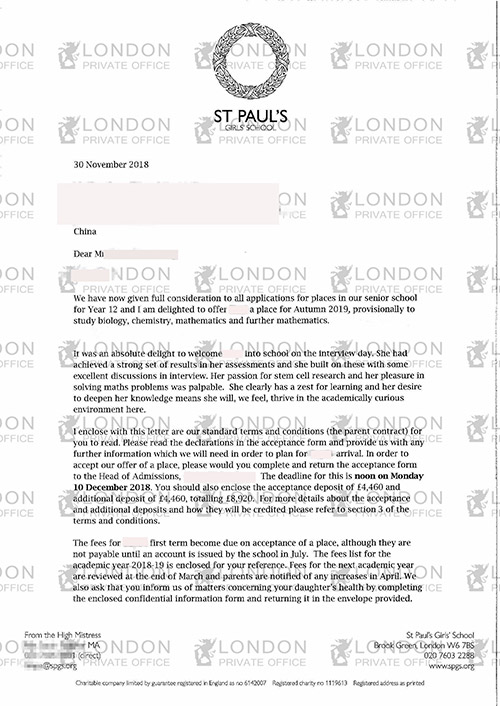 ST PAUL'S
GIRLS' SCHOOL
30 November 2018
China
Dear M
We have now given full consideration to all applications for places in our senior school
for Year 12 and I am delighted to offer a place for Autumn 2019, provisionally to
study biology, chemistry, mathematics and further mathematics.
It was an absolute delight to welcome into school on the Interview day. She had
achieved a strong set of results in her assessments and she built on these with some
excellent discussions in interview. Her passion for stem cell research and her pleasure in
solving maths problems was palpable. She clearly has a zest for learning and her desire
to deepen her knowledge means she will, we feel, thrive in the academically curious
environment here.
I enclose with this letter are our standard terms and conditions (the parent contract) for
you to read. Please read the declarations in the acceptance form and provide us with any
further information which we will need in order to plan for arrival. In order to
accept our offer of a place, please would you complete and return the acceptance form
to the Head of Admissions, The deadline for this is noon on Monday
10 December 2018. You should also enclose the acceptance deposit of £4,460 and
additional deposit of £4,460, totalling £8,920. For more details about the acceptance
and additional deposits and how they will be credited please refer to section 3 of the
terms and conditions.
The fees for first term become due on acceptance of a place, although they are
not payable until an account is issued by the school in July. The fees list for the
academic year 2018-19 is enclosed for your reference. Fees for the next academic year
are reviewed at the end of March and parents are notified of any increases in April. We
also ask that you inform us of matters concerning your daughter's health by completing
the enclosed confidential information form and returning it in the envelope provided.
From the High Mistress
MA
(direct)
@spgs.org
St Paul's Girls' School
Brook Green, London W6 7BS
020 7603 2288
www.spgs.org
Charitable company limited by guarantee registered in England as no 6142007 Registered charity no 1119613 Registered address as printed
LONDON
PRIVATE OFFICE